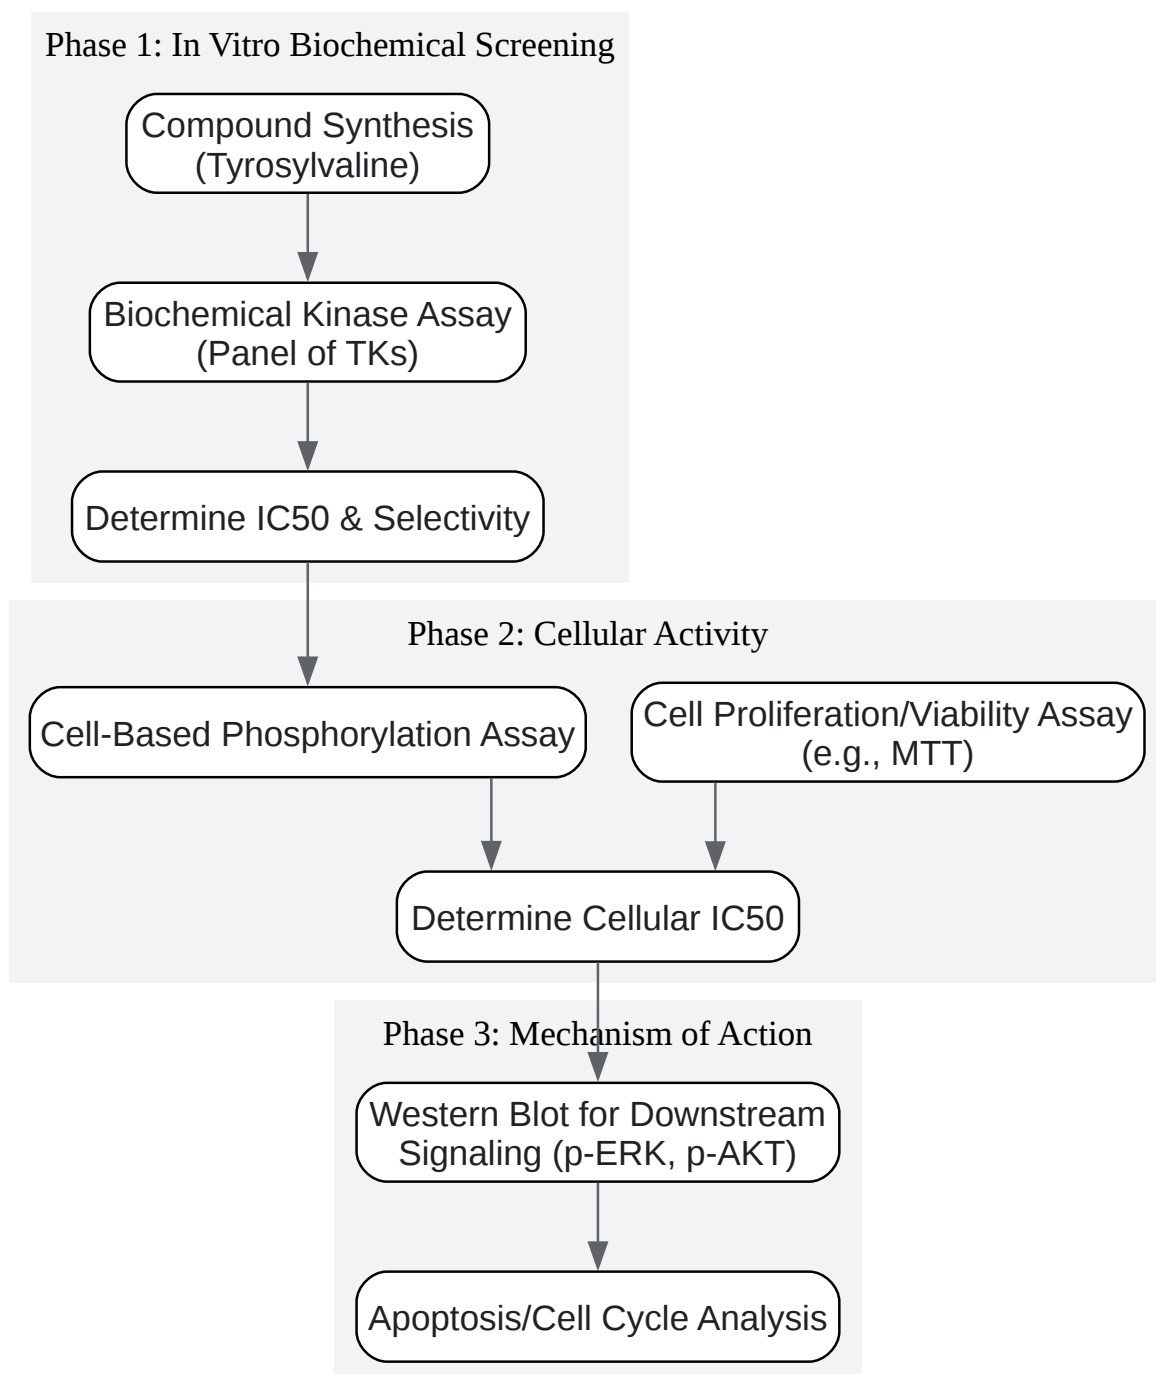 Phase 1: In Vitro Biochemical Screening
Compound Synthesis
(Tyrosylvaline)
Biochemical Kinase Assay
(Panel of TKs)
Determine IC50 & Selectivity
Phase 2: Cellular Activity
Cell-Based Phosphorylation Assay
Cell Proliferation/Viability Assay
(e.g., MTT)
Determine Cellular IC50
Phase 3: Mechanism of Action
Western Blot for Downstream
Signaling (p-ERK, p-AKT)
Apoptosis/Cell Cycle Analysis